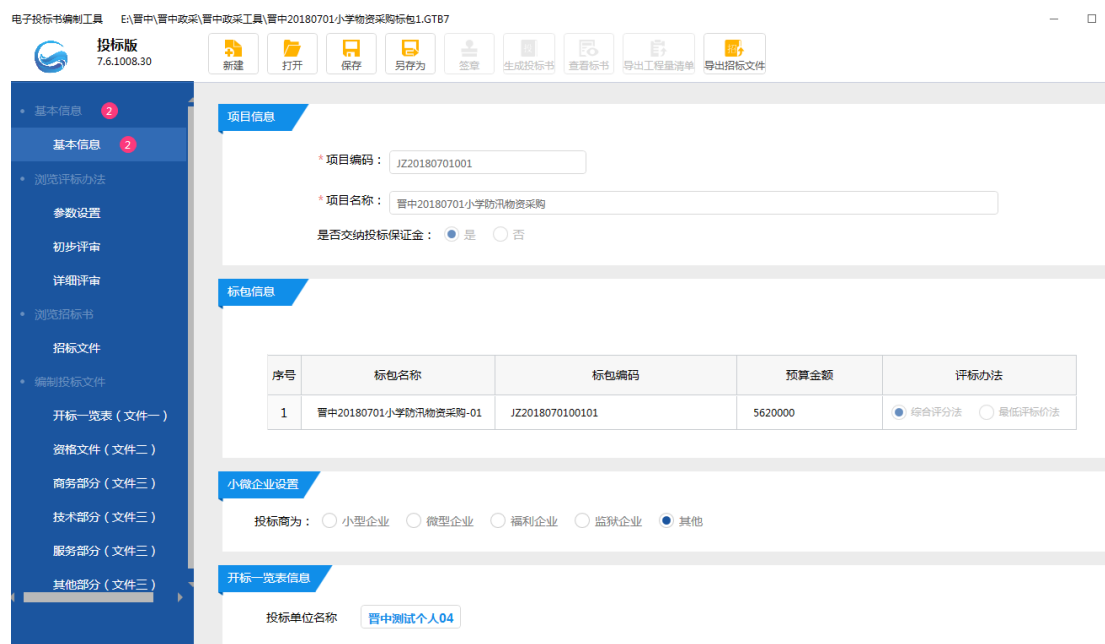 电子投标书编制工具 E:\晋中\晋中政采\晋中政采工具\晋中20180701小学物资采购标包1.GTB7
投标版
7.6.1008.30
新建 打开 保存 另存为 签章 生成投标书 查看标书 导出工程量清单 导出招标文件
基本信息 2
基本信息 2
浏览评标办法
参数设置
初步评审
详细评审
浏览招标书
招标文件
编制投标文件
开标一览表（文件一）
资格文件（文件二）
商务部分（文件三）
技术部分（文件三）
服务部分（文件三）
其他部分（文件三）
项目信息
*项目编码： JZ20180701001
*项目名称： 晋中20180701小学防汛物资采购
是否交纳投标保证金： 是 否
标包信息
序号 标包名称 标包编码 预算金额 评标办法
1 晋中20180701小学防汛物资采购-01 JZ2018070100101 5620000 综合评分法 最低评标价法
小微企业设置
投标商为： 小型企业 微型企业 福利企业 监狱企业 其他
开标一览表信息
投标单位名称 晋中测试个人04